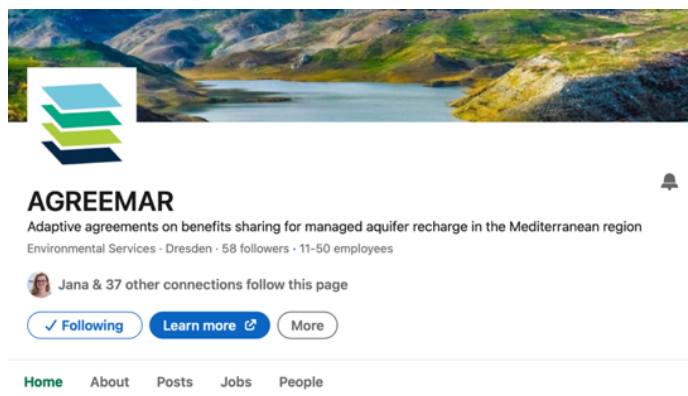 AGREEMAR
Adaptive agreements on benefits sharing for managed aquifer recharge in the Mediterranean region
Environmental Services · Dresden · 58 followers · 11-50 employees
Jana & 37 other connections follow this page
✓ Following Learn more More
Home About Posts Jobs People